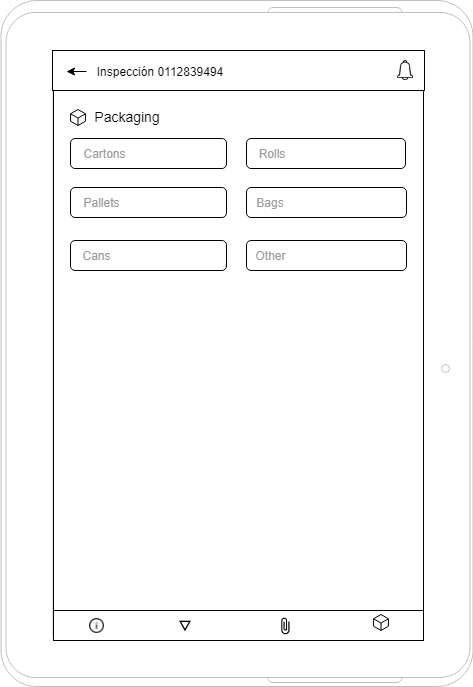 Inspección 0112839494
Packaging
Cartons Rolls
Pallets Bags
Cans Other